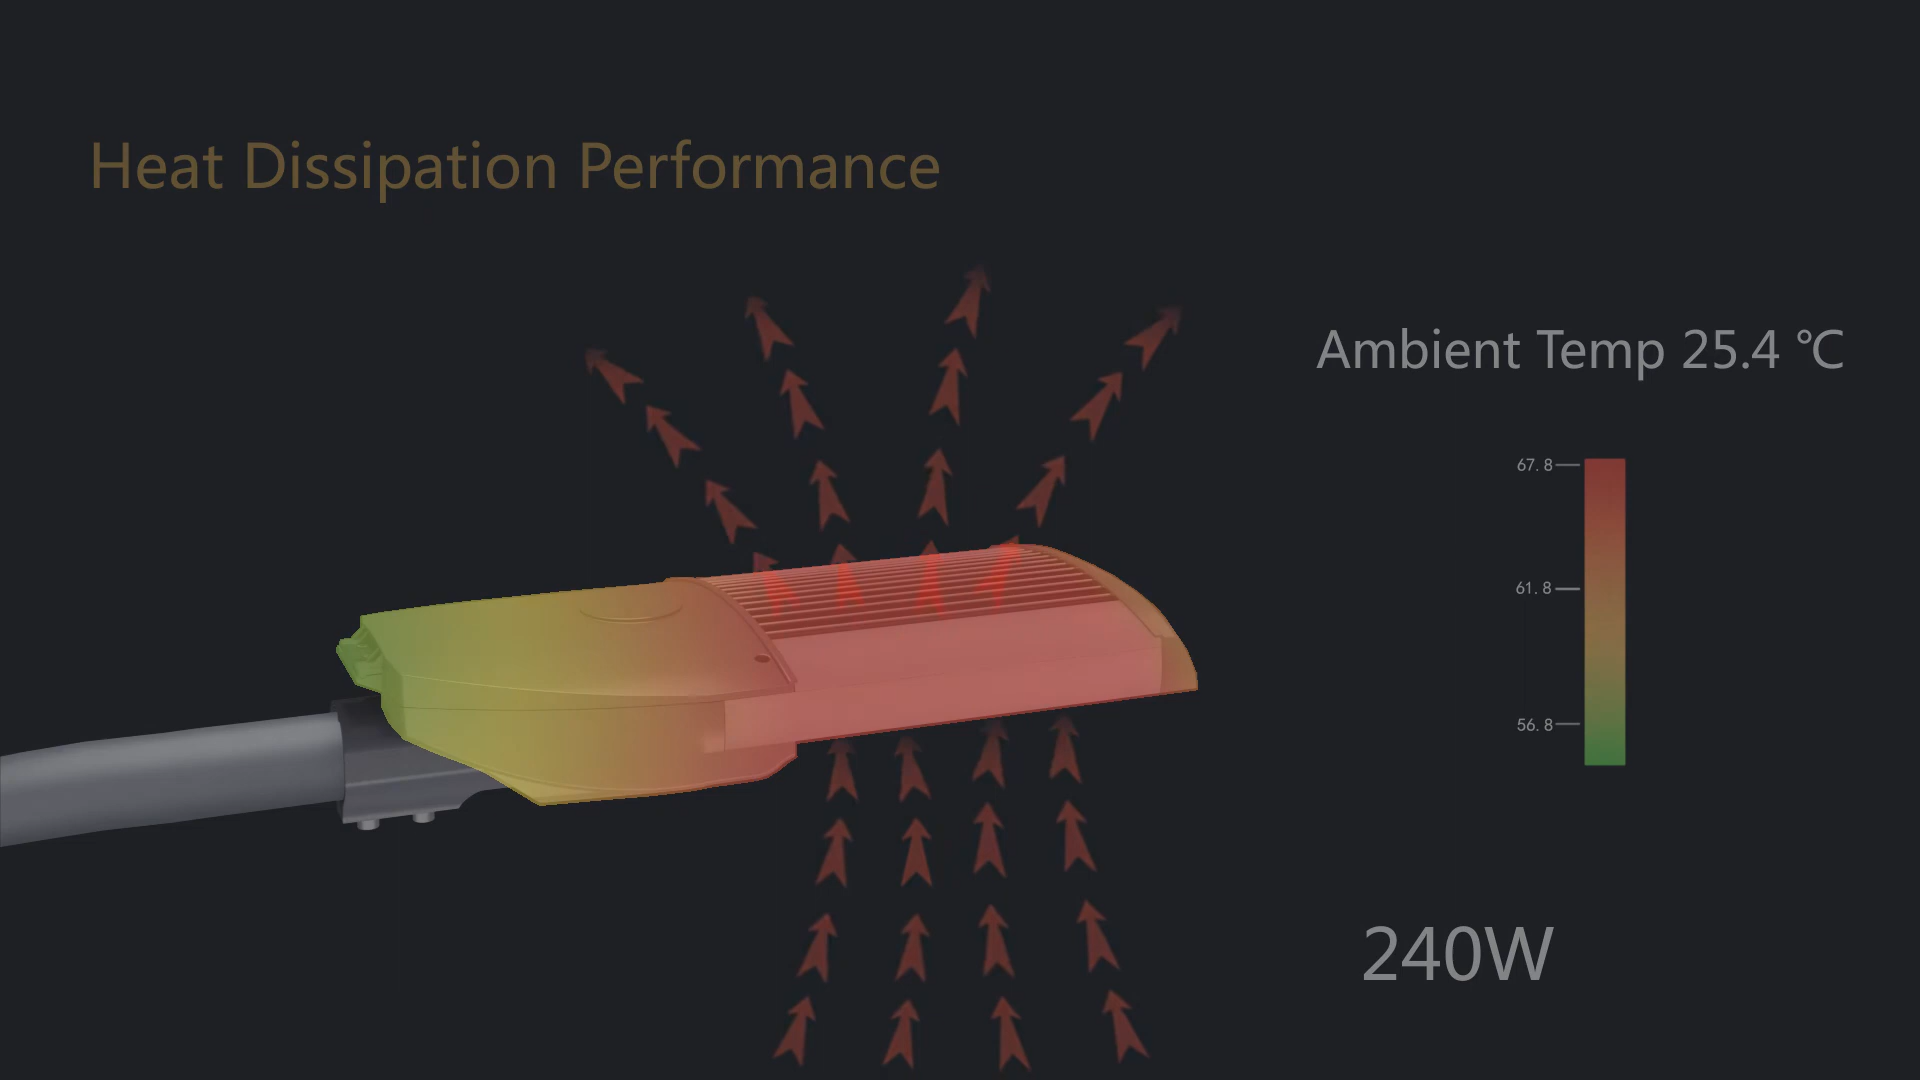 Heat Dissipation Performance
Ambient Temp 25.4 ℃
67.8
61.8
56.8
240W